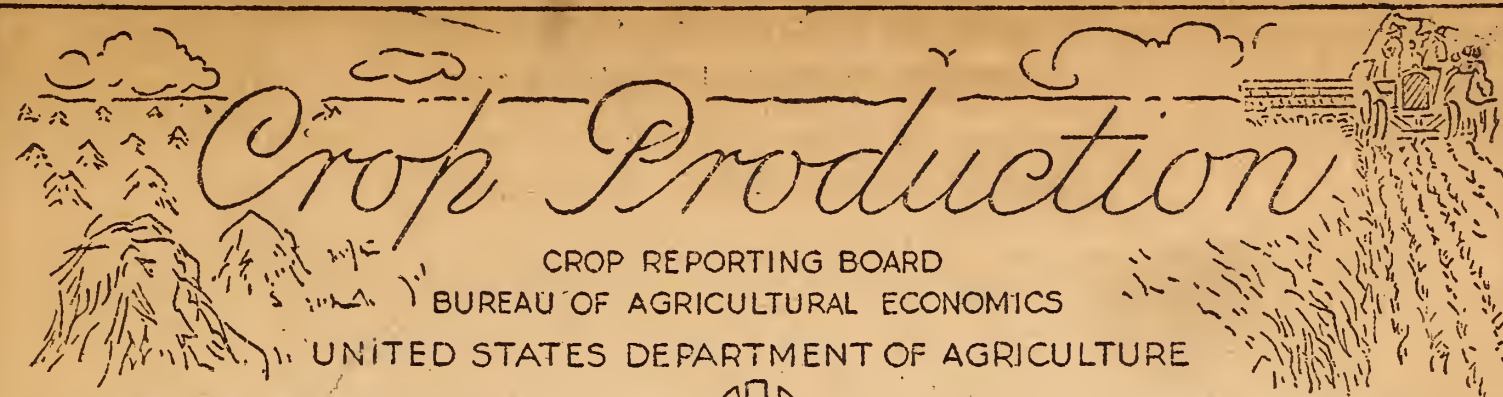 Crop Production
CROP REPORTING BOARD
BUREAU OF AGRICULTURAL ECONOMICS
UNITED STATES DEPARTMENT OF AGRICULTURE